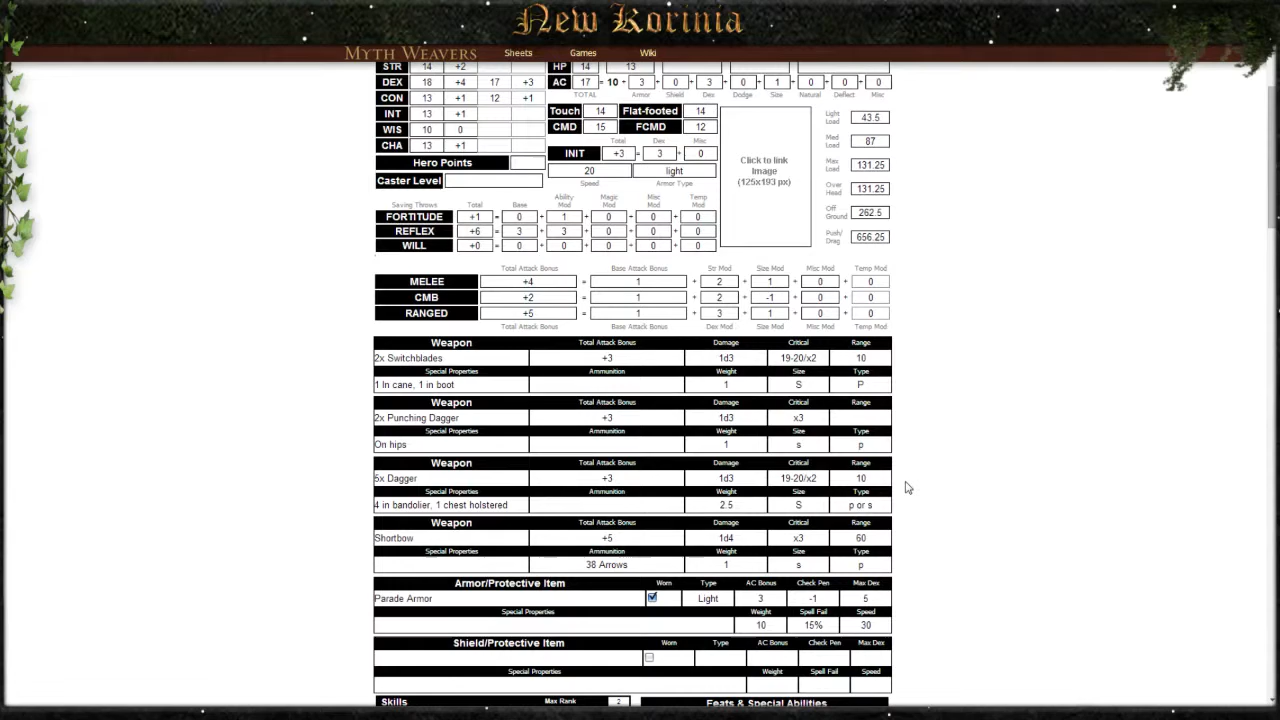 New Korinia
MYTH WEAVERS Sheets Games Wiki
STR 14 +2 HP 14 13
DEX 18 +4 17 +3 AC 17 = 10 + 3 + 0 + 3 + 0 + 1 + 0 + 0 + 0
TOTAL Armor Shield Dex Dodge Size Natural Deflect Misc
CON 13 +1 12 +1
INT 13 +1 Touch 14 Flat-footed 14
WIS 10 0 CMD 15 FCMD 12
CHA 13 +1
Total Dex Misc
INIT +3 = 3 + 0
Hero Points
20 light
Speed Armor Type
Caster Level
Click to link
Image
(125x193 px)
Light Load 43.5
Med Load 87
Max Load 131.25
Over Head 131.25
Off Ground 262.5
Push/Drag 656.25
Saving Throws Total Base Ability Mod Magic Mod Misc Mod Temp Mod
FORTITUDE +1 = 0 + 1 + 0 + 0 + 0
REFLEX +6 = 3 + 3 + 0 + 0 + 0
WILL +0 = 0 + 0 + 0 + 0 + 0
Total Attack Bonus Base Attack Bonus Str Mod Size Mod Misc Mod Temp Mod
MELEE +4 = 1 + 2 + 1 + 0 + 0
CMB +2 = 1 + 2 + -1 + 0 + 0
RANGED +5 = 1 + 3 + 1 + 0 + 0
Total Attack Bonus Base Attack Bonus Dex Mod Size Mod Misc Mod Temp Mod
Weapon Total Attack Bonus Damage Critical Range
2x Switchblades +3 1d3 19-20/x2 10
Special Properties Ammunition Weight Size Type
1 In cane, 1 in boot 1 S P
Weapon Total Attack Bonus Damage Critical Range
2x Punching Dagger +3 1d3 x3
Special Properties Ammunition Weight Size Type
On hips 1 s p
Weapon Total Attack Bonus Damage Critical Range
5x Dagger +3 1d3 19-20/x2 10
Special Properties Ammunition Weight Size Type
4 in bandolier, 1 chest holstered 2.5 S p or s
Weapon Total Attack Bonus Damage Critical Range
Shortbow +5 1d4 x3 60
Special Properties Ammunition Weight Size Type
38 Arrows 1 s p
Armor/Protective Item Worn Type AC Bonus Check Pen Max Dex
Parade Armor Light 3 -1 5
Special Properties Weight Spell Fail Speed
10 15% 30
Shield/Protective Item Worn Type AC Bonus Check Pen Max Dex
Special Properties Weight Spell Fail Speed
Skills Max Rank 2 Feats & Special Abilities